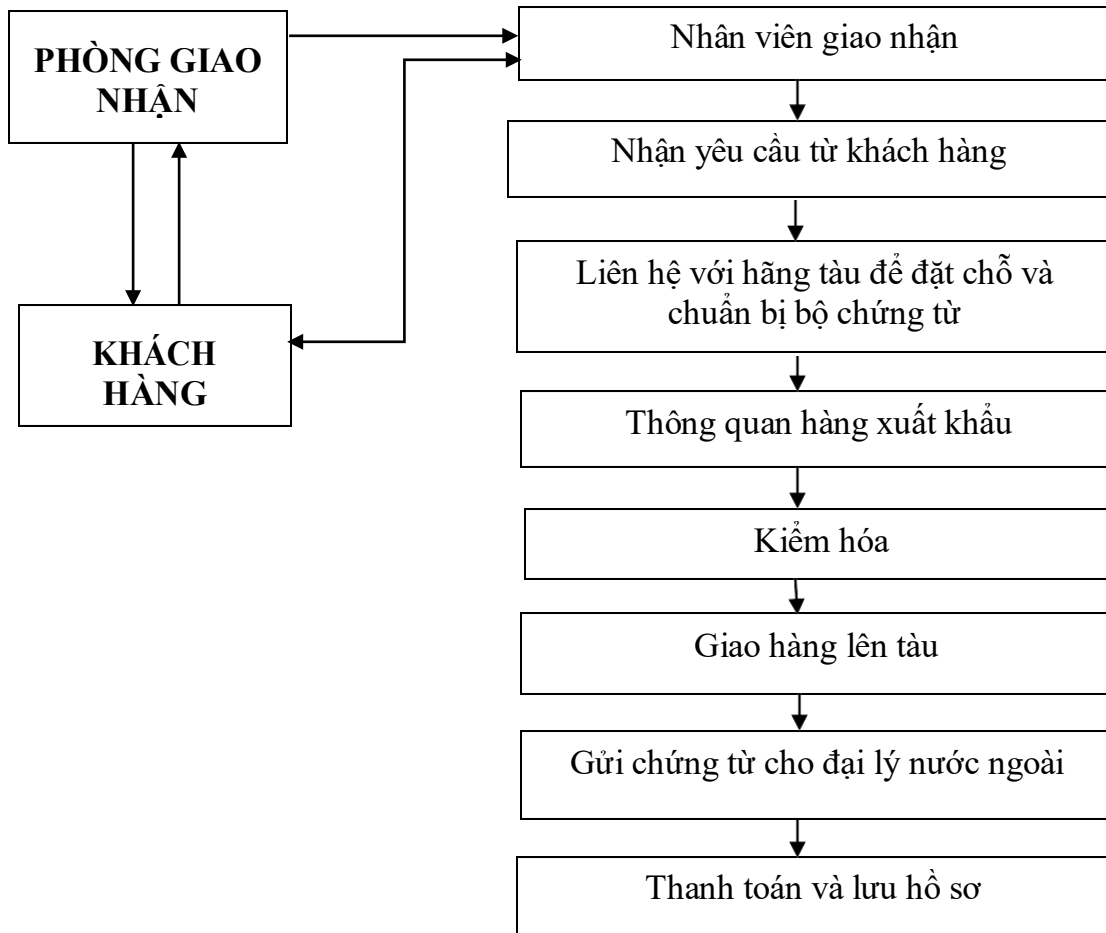 PHÒNG GIAO
NHẬN
KHÁCH
HÀNG
Nhân viên giao nhận
Nhận yêu cầu từ khách hàng
Liên hệ với hãng tàu để đặt chỗ và
chuẩn bị bộ chứng từ
Thông quan hàng xuất khẩu
Kiểm hóa
Giao hàng lên tàu
Gửi chứng từ cho đại lý nước ngoài
Thanh toán và lưu hồ sơ